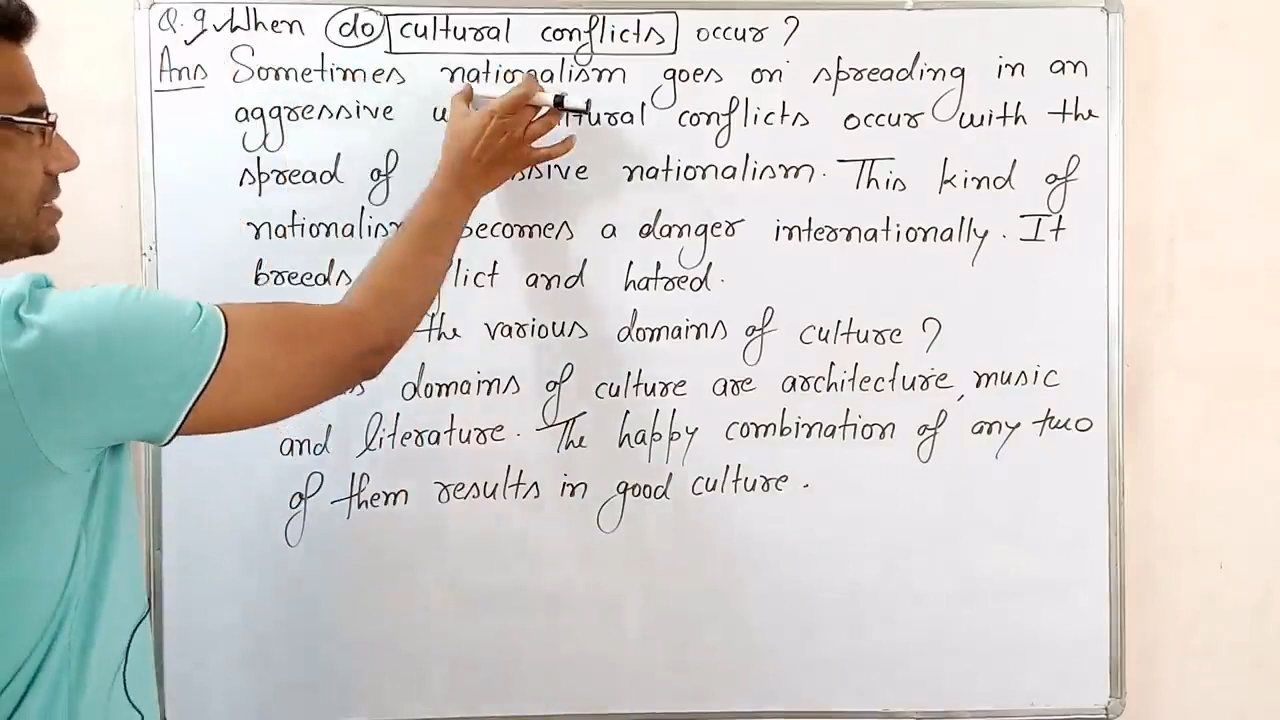 Q.9. When do cultural conflicts occur ?
Ans Sometimes nationalism goes on spreading in an
aggressive cultural conflicts occur with the
spread of nationalism. This kind of
nationalism becomes a danger internationally. It
breeds conflict and hatred.
the various domains of culture ?
domains of culture are architecture, music
and literature. The happy combination of any two
of them results in good culture.